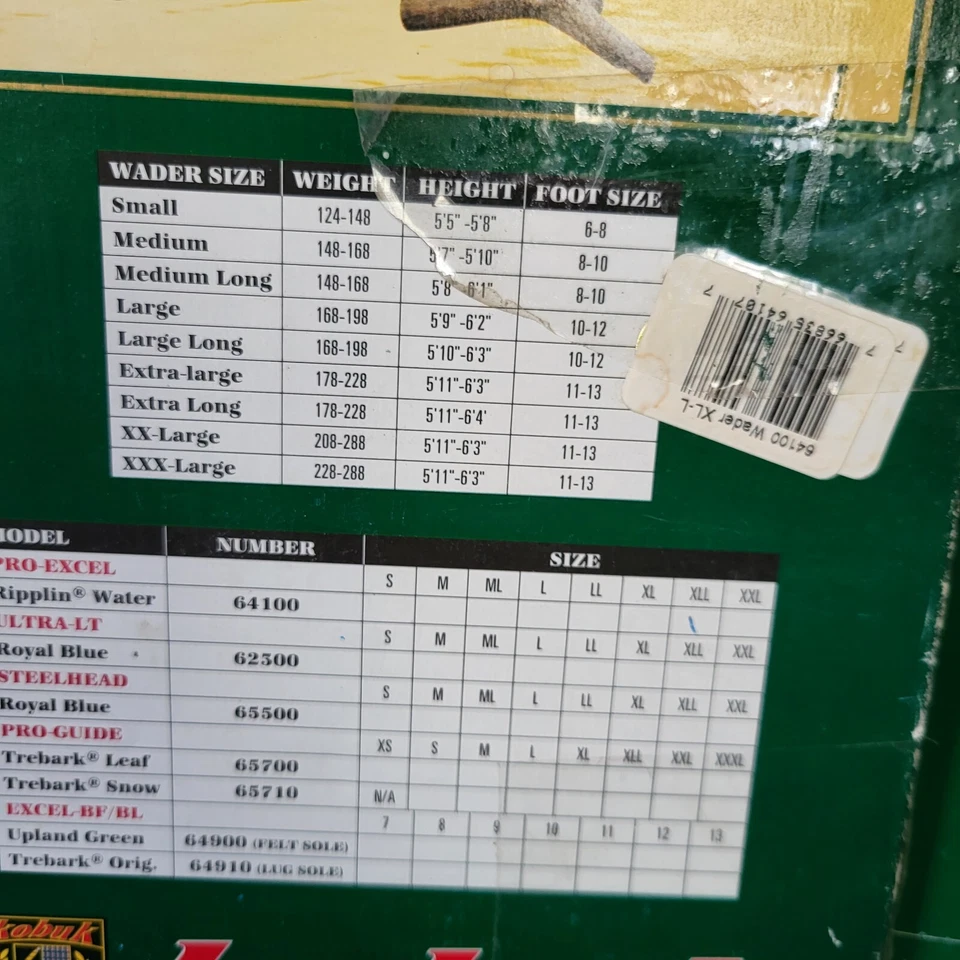 WADER SIZE WEIGHT HEIGHT FOOT SIZE
Small 124-148 5'5" -5'8" 6-8
Medium 148-168 5'7" -5'10" 8-10
Medium Long 148-168 5'8" -6'1" 8-10
Large 168-198 5'9" -6'2" 10-12
Large Long 168-198 5'10"-6'3" 10-12
Extra-large 178-228 5'11"-6'3" 11-13
Extra Long 178-228 5'11"-6'4' 11-13
XX-Large 208-288 5'11"-6'3" 11-13
XXX-Large 228-288 5'11"-6'3" 11-13
64100 Wader XL-L
7 66836 64107 7
7
MODEL NUMBER SIZE
PRO-EXCEL S M ML L LL XL XLL XXL
Ripplin® Water 64100
ULTRA-LT S M ML L LL XL XLL XXL
Royal Blue 62500
STEELHEAD S M ML L LL XL XLL XXL
Royal Blue 65500
PRO-GUIDE XS S M L XL XLL XXL XXXL
Trebark® Leaf 65700
Trebark® Snow 65710 N/A
EXCEL-BF/BL 7 8 9 10 11 12 13
Upland Green 64900 (FELT SOLE)
Trebark® Orig. 64910 (LUG SOLE)
kobuk